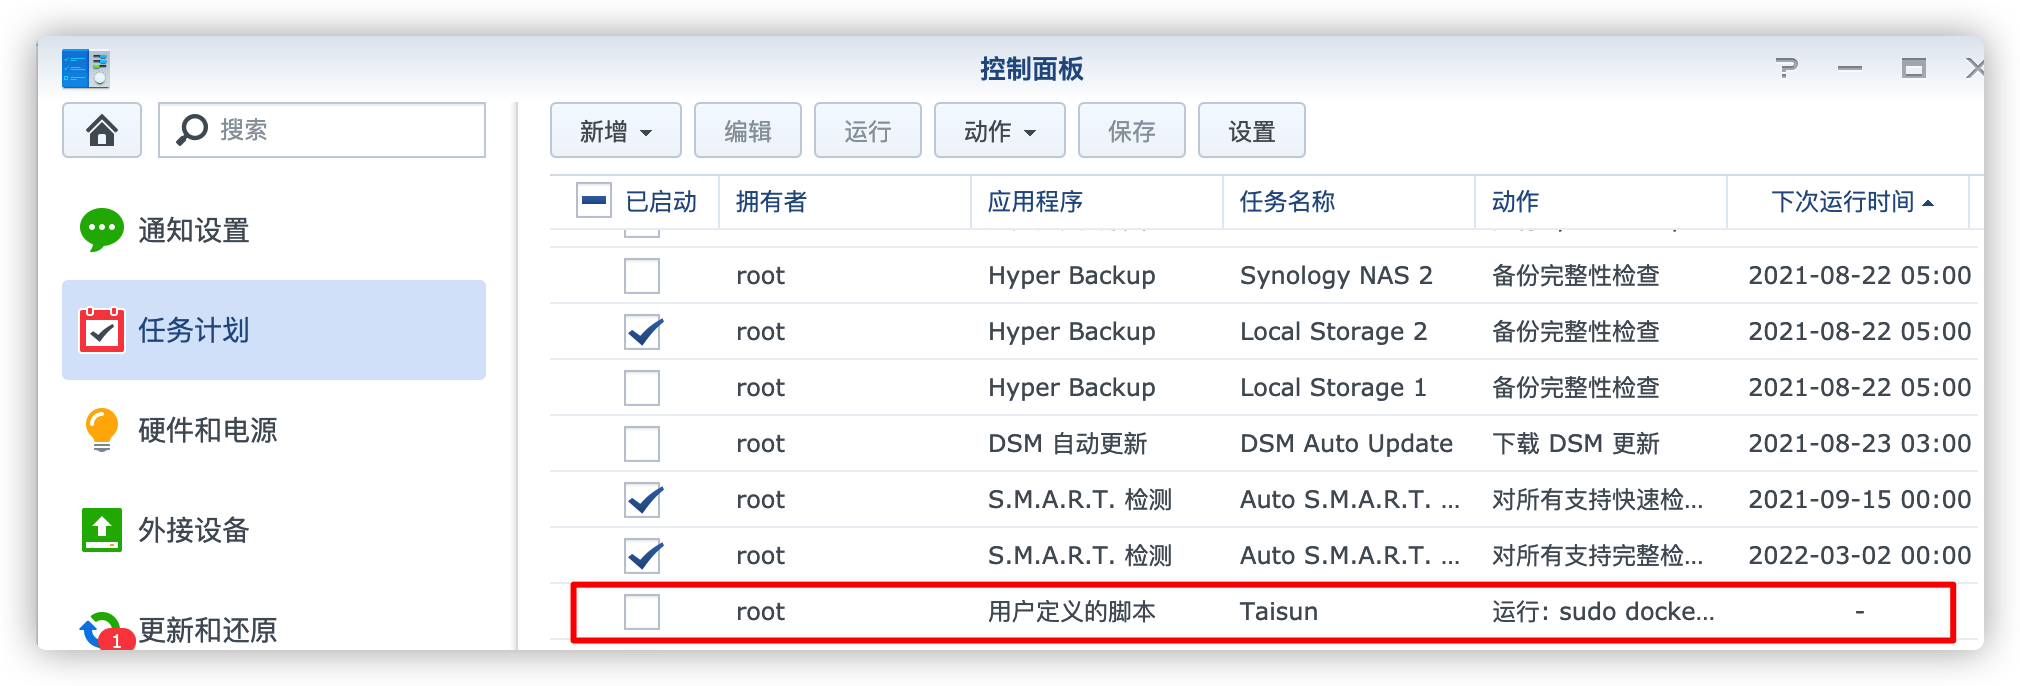 控制面板
搜索
新增 编辑 运行 动作 保存 设置
已启动 拥有者 应用程序 任务名称 动作 下次运行时间
通知设置
任务计划
硬件和电源
外接设备
更新和还原
1
root Hyper Backup Synology NAS 2 备份完整性检查 2021-08-22 05:00
root Hyper Backup Local Storage 2 备份完整性检查 2021-08-22 05:00
root Hyper Backup Local Storage 1 备份完整性检查 2021-08-22 05:00
root DSM 自动更新 DSM Auto Update 下载 DSM 更新 2021-08-23 03:00
root S.M.A.R.T. 检测 Auto S.M.A.R.T. ... 对所有支持快速检... 2021-09-15 00:00
root S.M.A.R.T. 检测 Auto S.M.A.R.T. ... 对所有支持完整检... 2022-03-02 00:00
root 用户定义的脚本 Taisun 运行: sudo docke... -